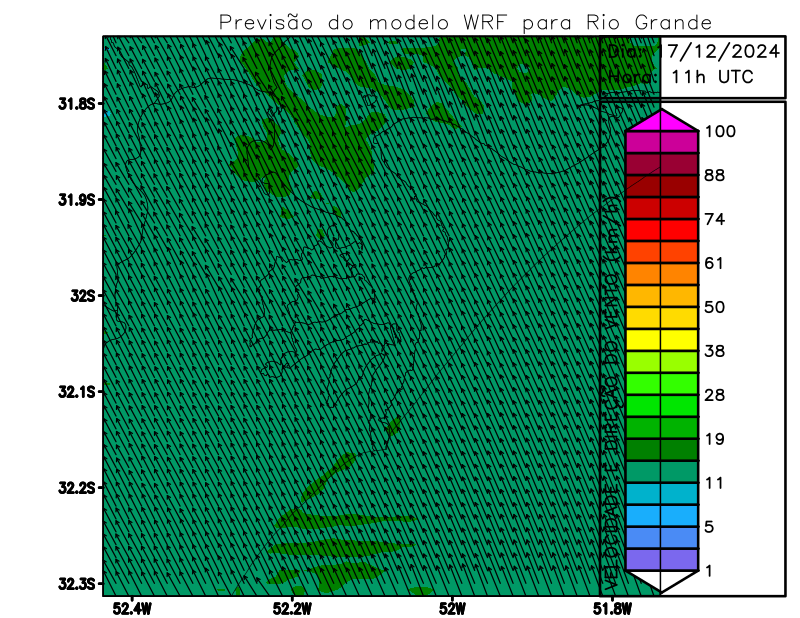 Previsão do modelo WRF para Rio Grande
Dia: 17/12/2024
Hora: 11h UTC
31.8S
31.9S
32S
32.1S
32.2S
32.3S
52.4W
52.2W
52W
51.8W
VELOCIDADE E DIREÇÃO DO VENTO (km/h)
100
88
74
61
50
38
28
19
11
5
1